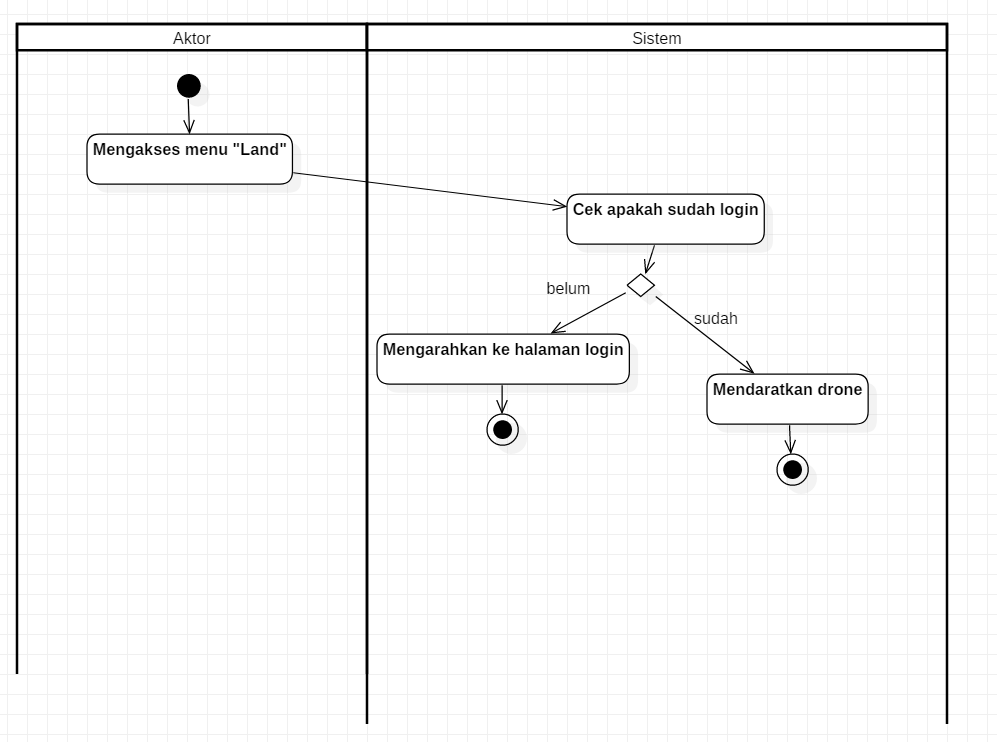 Aktor
Sistem
Mengakses menu "Land"
Cek apakah sudah login
belum
sudah
Mengarahkan ke halaman login
Mendaratkan drone